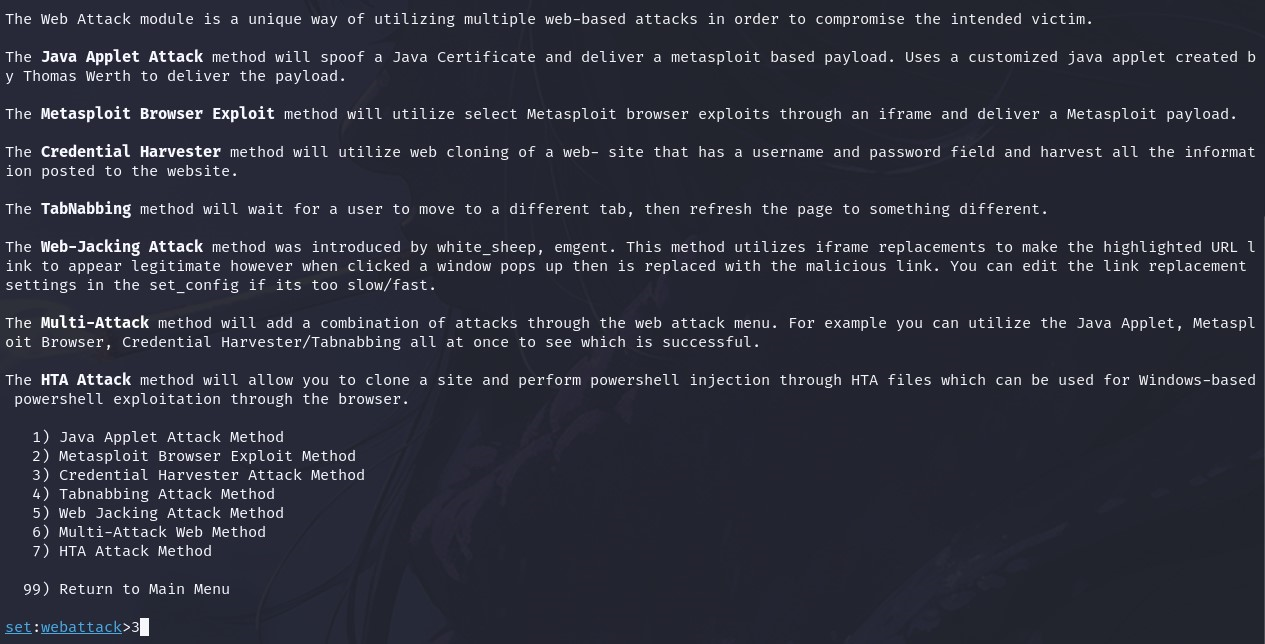 The Web Attack module is a unique way of utilizing multiple web-based attacks in order to compromise the intended victim.
The Java Applet Attack method will spoof a Java Certificate and deliver a metasploit based payload. Uses a customized java applet created b
y Thomas Werth to deliver the payload.
The Metasploit Browser Exploit method will utilize select Metasploit browser exploits through an iframe and deliver a Metasploit payload.
The Credential Harvester method will utilize web cloning of a web- site that has a username and password field and harvest all the informat
ion posted to the website.
The TabNabbing method will wait for a user to move to a different tab, then refresh the page to something different.
The Web-Jacking Attack method was introduced by white_sheep, emgent. This method utilizes iframe replacements to make the highlighted URL l
ink to appear legitimate however when clicked a window pops up then is replaced with the malicious link. You can edit the link replacement
settings in the set_config if its too slow/fast.
The Multi-Attack method will add a combination of attacks through the web attack menu. For example you can utilize the Java Applet, Metaspl
oit Browser, Credential Harvester/Tabnabbing all at once to see which is successful.
The HTA Attack method will allow you to clone a site and perform powershell injection through HTA files which can be used for Windows-based
powershell exploitation through the browser.
1) Java Applet Attack Method
2) Metasploit Browser Exploit Method
3) Credential Harvester Attack Method
4) Tabnabbing Attack Method
5) Web Jacking Attack Method
6) Multi-Attack Web Method
7) HTA Attack Method
99) Return to Main Menu
set:webattack>3